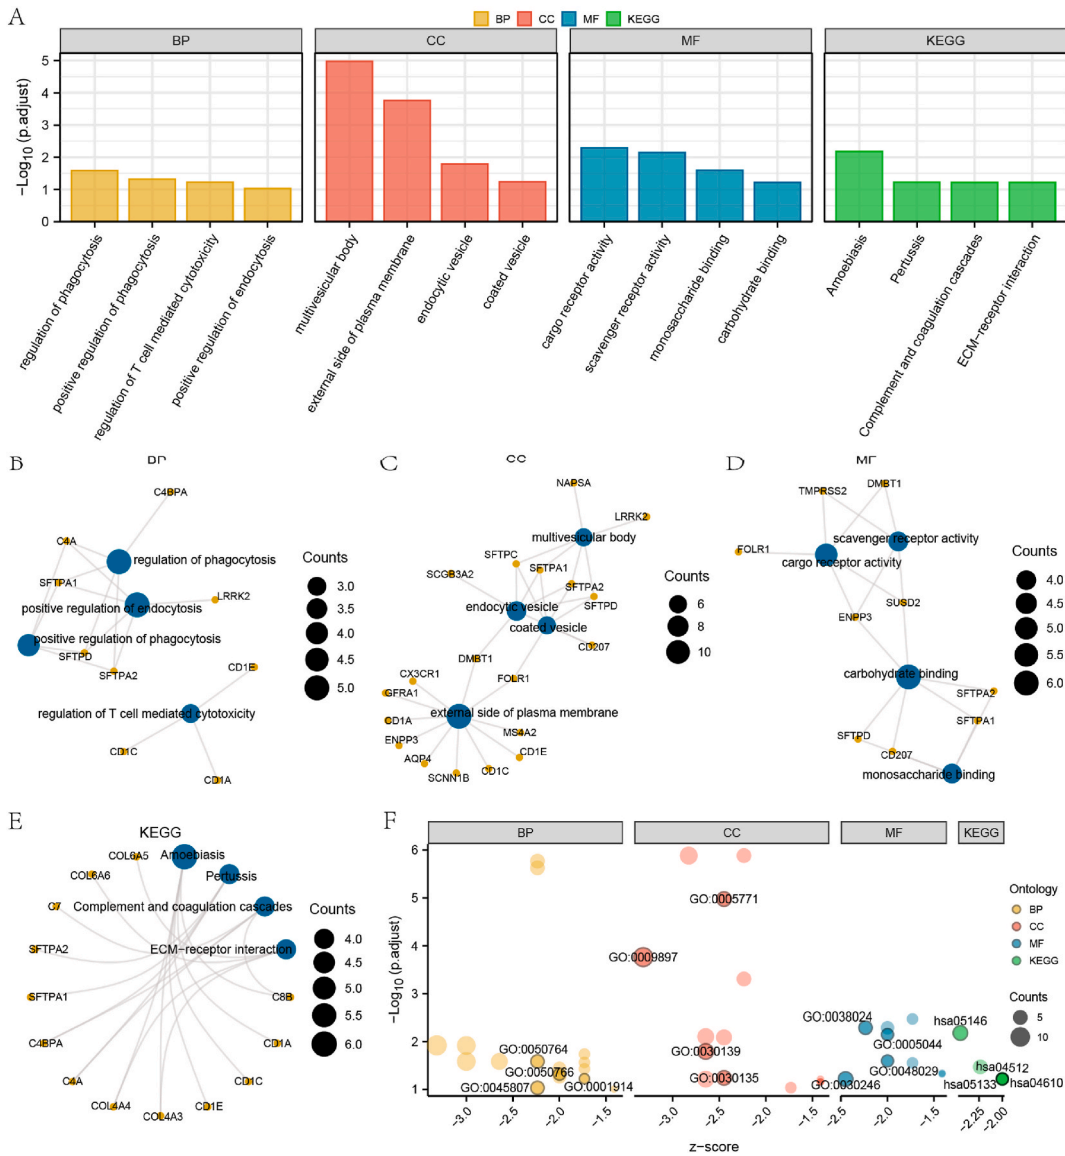 A
BP CC MF KEGG
BP CC MF KEGG
−Log10 (p.adjust)
5
4
3
2
1
0
regulation of phagocytosis
positive regulation of phagocytosis
regulation of T cell mediated cytotoxicity
positive regulation of endocytosis
multivesicular body
external side of plasma membrane
endocytic vesicle
coated vesicle
cargo receptor activity
scavenger receptor activity
monosaccharide binding
carbohydrate binding
Amoebiasis
Pertussis
Complement and coagulation cascades
ECM−receptor interaction
B
BP
C4BPA
C4A
regulation of phagocytosis
SFTPA1
positive regulation of endocytosis
LRRK2
positive regulation of phagocytosis
SFTPD
SFTPA2
CD1E
regulation of T cell mediated cytotoxicity
CD1C
CD1A
Counts
3.0
3.5
4.0
4.5
5.0
C
CC
NAPSA
LRRK2
multivesicular body
SFTPC
SFTPA1
SCGB3A2
SFTPA2
endocytic vesicle
SFTPD
coated vesicle
CD207
DMBT1
CX3CR1
FOLR1
GFRA1
external side of plasma membrane
CD1A
MS4A2
ENPP3
CD1E
AQP4
CD1C
SCNN1B
Counts
6
8
10
D
MF
DMBT1
TMPRSS2
scavenger receptor activity
FOLR1
cargo receptor activity
SUSD2
ENPP3
carbohydrate binding
SFTPA2
SFTPA1
SFTPD
CD207
monosaccharide binding
Counts
4.0
4.5
5.0
5.5
6.0
E
KEGG
COL6A5
Amoebiasis
COL6A6
Pertussis
C7
Complement and coagulation cascades
SFTPA2
ECM−receptor interaction
SFTPA1
C8B
C4BPA
CD1A
C4A
CD1C
COL4A4
CD1E
COL4A3
Counts
4.0
4.5
5.0
5.5
6.0
F
BP CC MF KEGG
−Log10 (p.adjust)
6
5
4
3
2
1
GO:0050764
GO:0050766
GO:0045807
GO:0001914
GO:0005771
GO:0009897
GO:0030139
GO:0030135
GO:0038024
GO:0005044
GO:0048029
GO:0030246
hsa05146
hsa04512
hsa05133
hsa04610
−3.0 −2.5 −2.0 −1.5
−3.0 −2.5 −2.0 −1.5
−2.5 −2.0 −1.5
−2.25 −2.00
z−score
Ontology
BP
CC
MF
KEGG
Counts
5
10